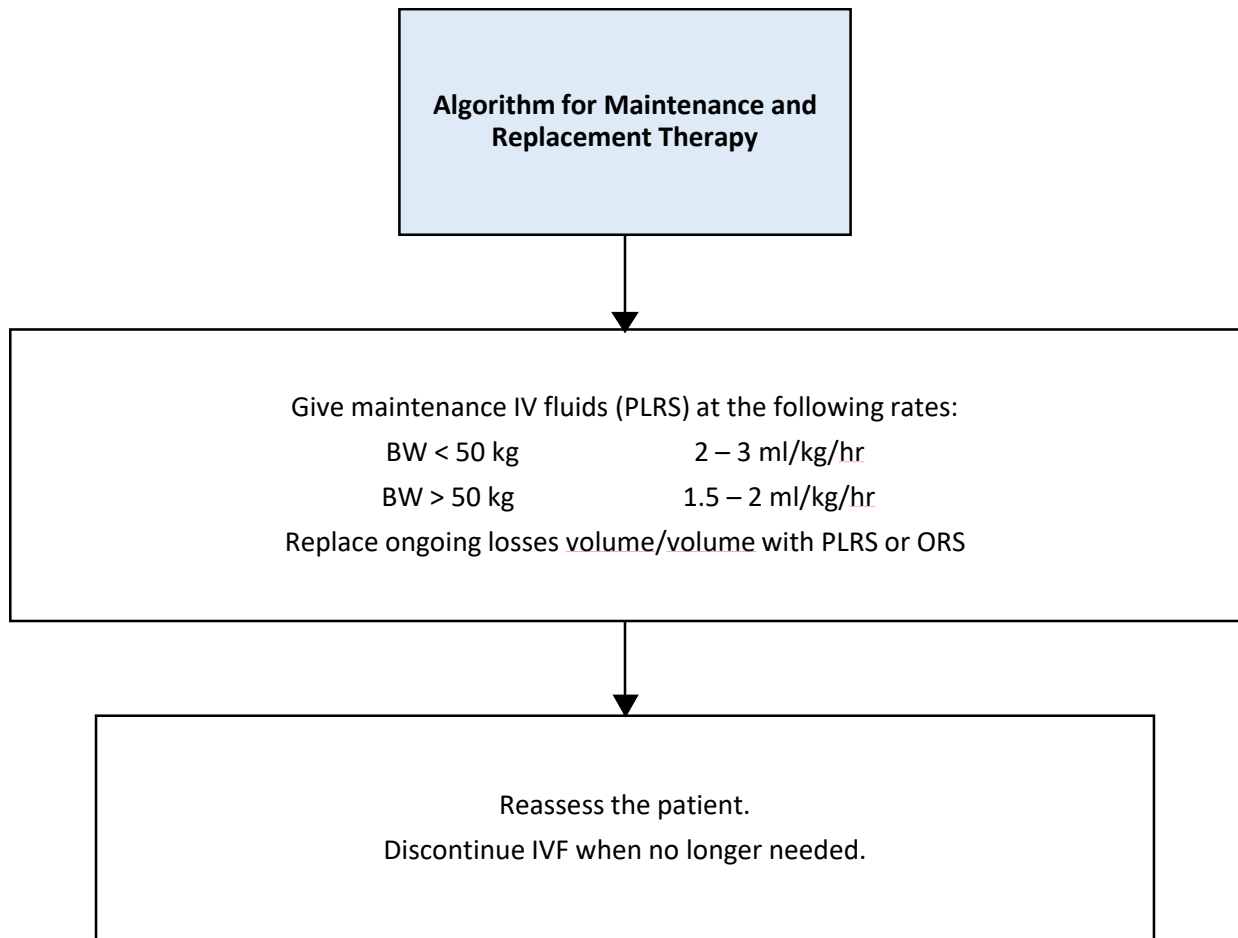 Algorithm for Maintenance and
Replacement Therapy
Give maintenance IV fluids (PLRS) at the following rates:
BW < 50 kg 2 – 3 ml/kg/hr
BW > 50 kg 1.5 – 2 ml/kg/hr
Replace ongoing losses volume/volume with PLRS or ORS
Reassess the patient.
Discontinue IVF when no longer needed.